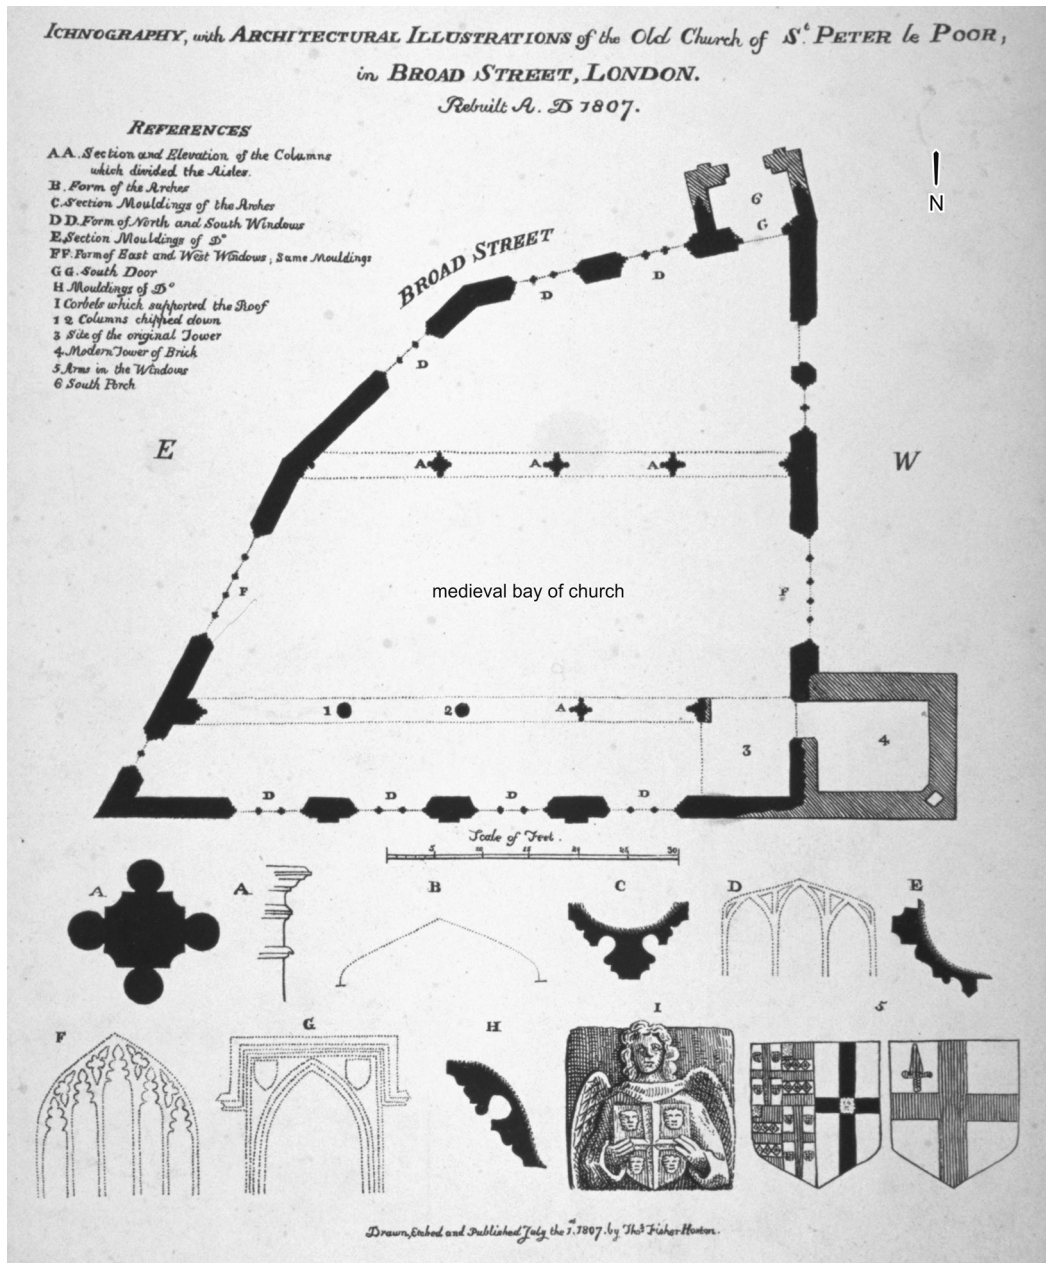 ICHNOGRAPHY, with ARCHITECTURAL ILLUSTRATIONS of the Old Church of St. PETER le POOR,
in BROAD STREET, LONDON.
Rebuilt A. D 1807.
REFERENCES
A A. Section and Elevation of the Columns
which divided the Aisles.
B. Form of the Arches
C. Section Mouldings of the Arches
D D. Form of North and South Windows
E. Section Mouldings of Do
F F. Form of East and West Windows; Same Mouldings
G G. South Door
H Mouldings of Do
I Corbels which supported the Roof
1 2 Columns chipped down
3 Site of the original Tower
4. Modern Tower of Brick
5 Arms in the Windows
6 South Porch
N
6
G
BROAD STREET
D
D
D
E
W
A
A
A
medieval bay of church
F
F
1
2
A
3
4
D
D
D
D
Scale of Feet.
5
10
15
20
25
30
A
A
B
C
D
E
F
G
H
I
5
Drawn, Etched and Published July the 1st 1807. by Thos Fisher Hoxton.